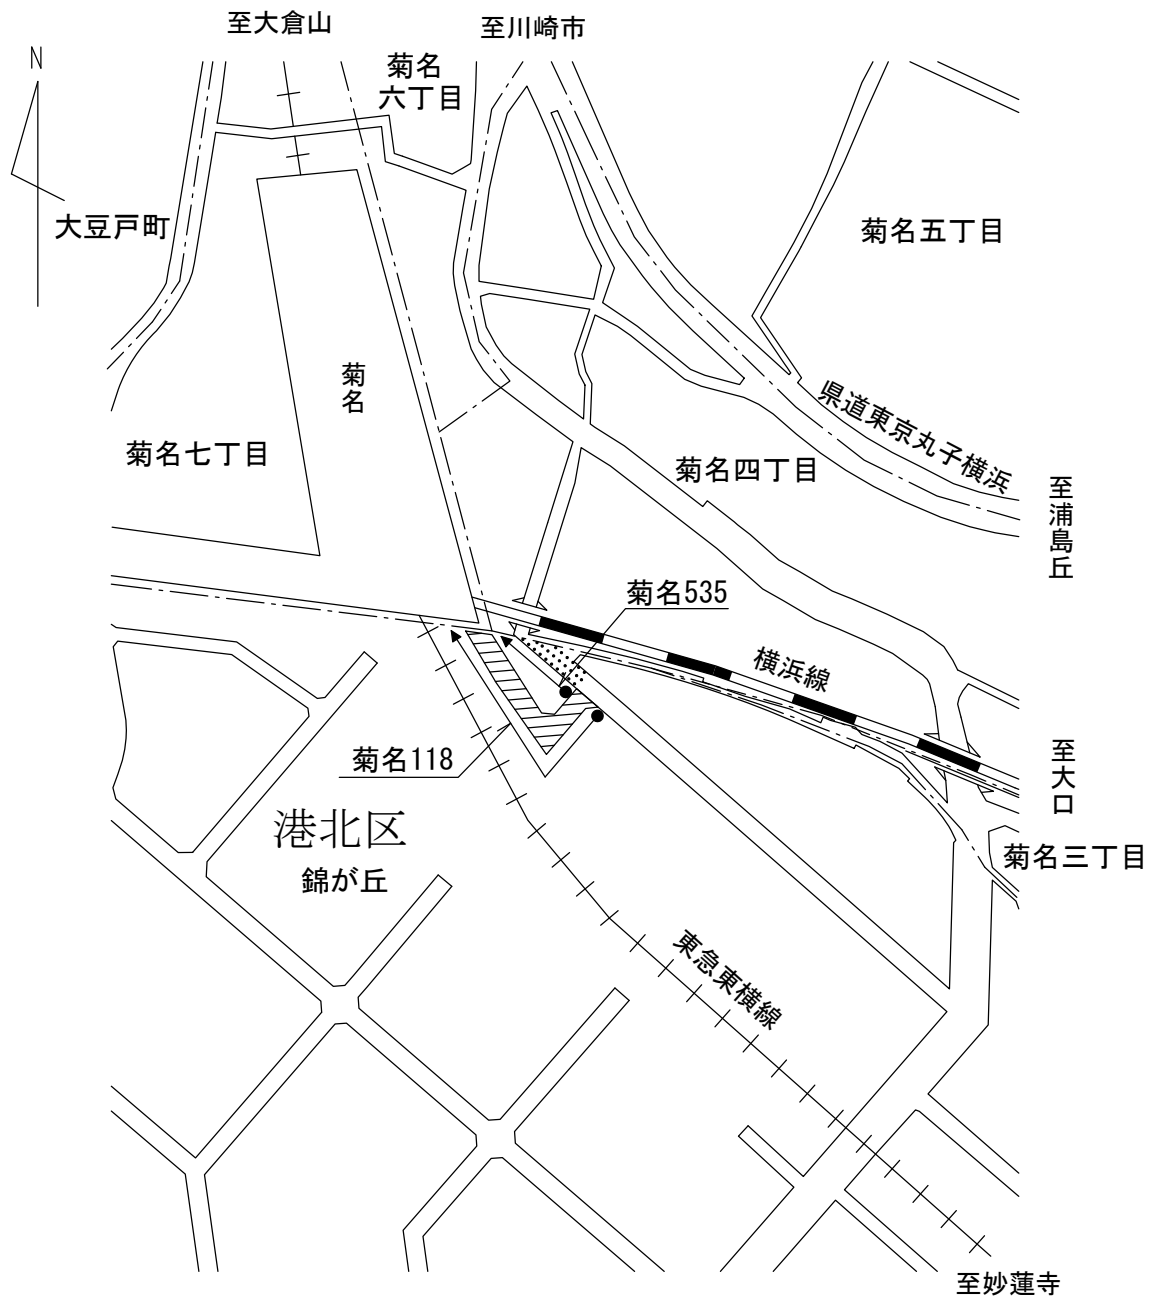 至大倉山
至川崎市
N
菊名
六丁目
大豆戸町
菊名五丁目
菊名
県道東京丸子横浜
菊名七丁目
菊名四丁目
至浦島丘
菊名535
横浜線
菊名118
至大口
港北区
錦が丘
菊名三丁目
東急東横線
至妙蓮寺